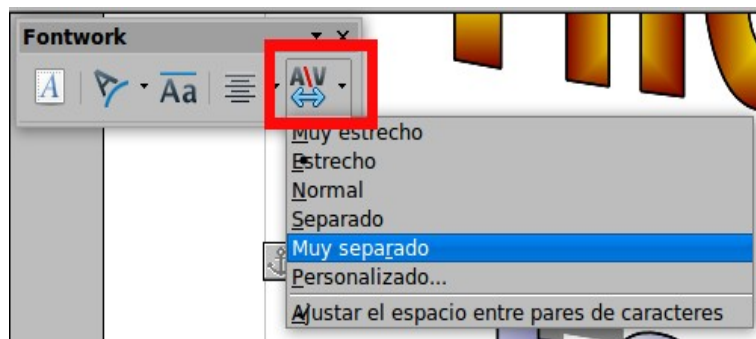 Fontwork
A Aa A\V
Muy estrecho
Estrecho
Normal
Separado
Muy separado
Personalizado...
Ajustar el espacio entre pares de caracteres